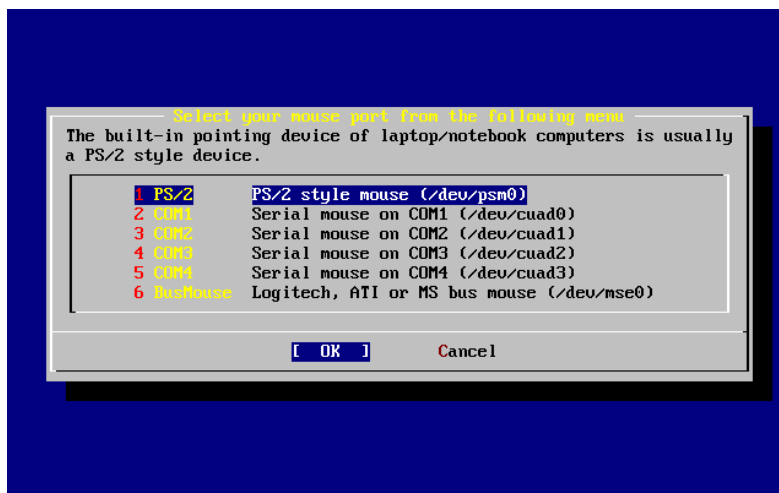 Select your mouse port from the following menu
The built-in pointing device of laptop/notebook computers is usually
a PS/2 style device.
1 PS/2 PS/2 style mouse (/dev/psm0)
2 COM1 Serial mouse on COM1 (/dev/cuad0)
3 COM2 Serial mouse on COM2 (/dev/cuad1)
4 COM3 Serial mouse on COM3 (/dev/cuad2)
5 COM4 Serial mouse on COM4 (/dev/cuad3)
6 BusMouse Logitech, ATI or MS bus mouse (/dev/mse0)
[ OK ] Cancel